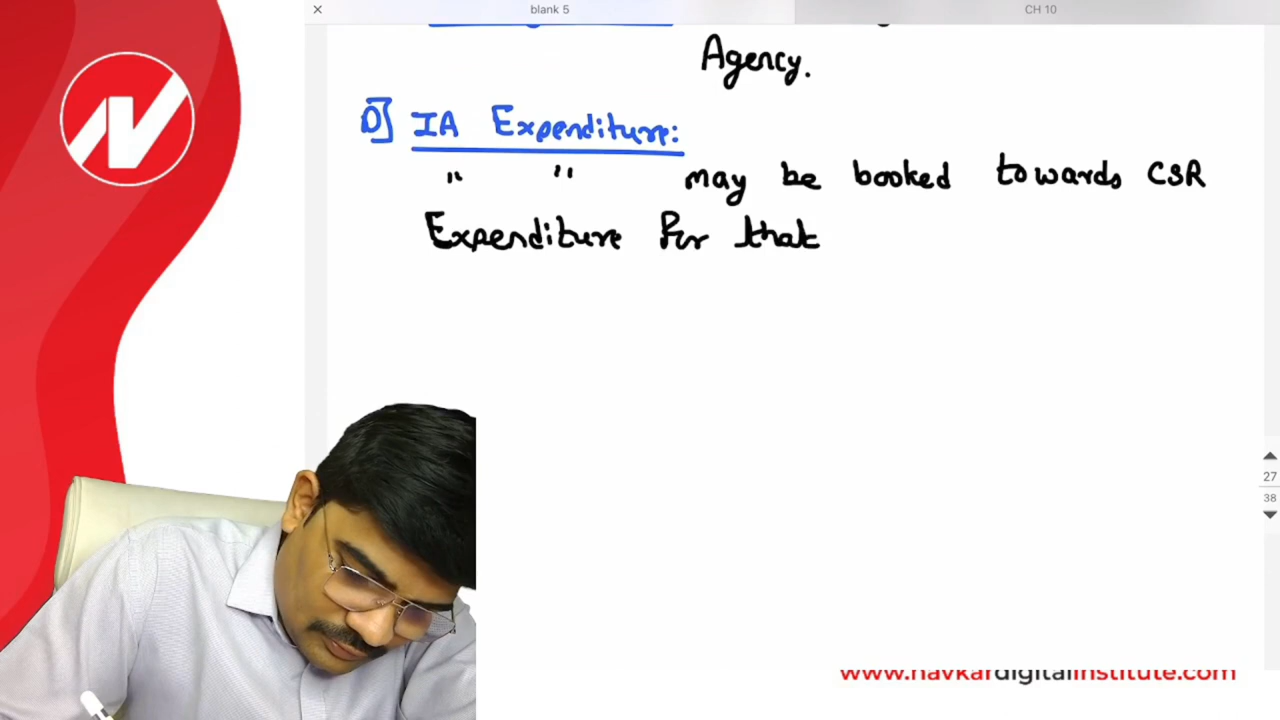 × blank 5 CH 10
Agency.
D] IA Expenditure:
" " may be booked towards CSR
Expenditure for that
27
38
www.navkardigitalinstitute.com